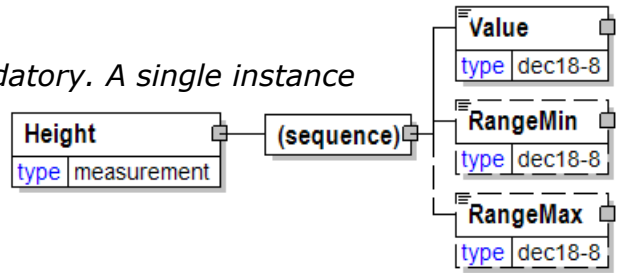 Value
type dec18-8
datory. A single instance
Height
type measurement
(sequence)
RangeMin
type dec18-8
RangeMax
type dec18-8